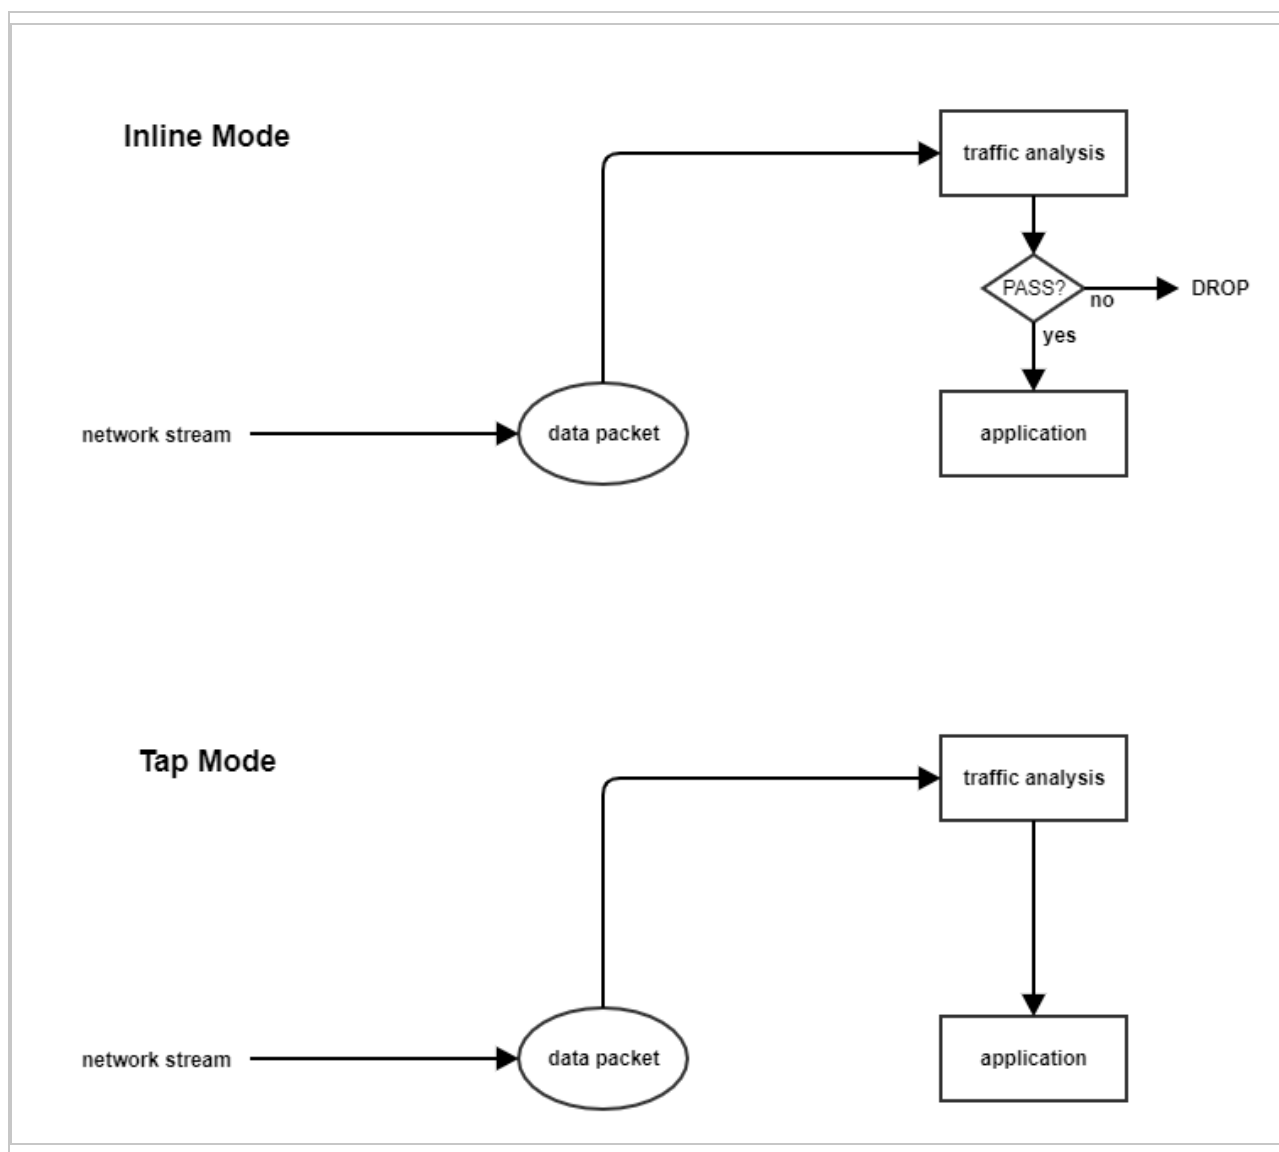 Inline Mode
traffic analysis
PASS?
no
DROP
yes
network stream
data packet
application
Tap Mode
traffic analysis
network stream
data packet
application